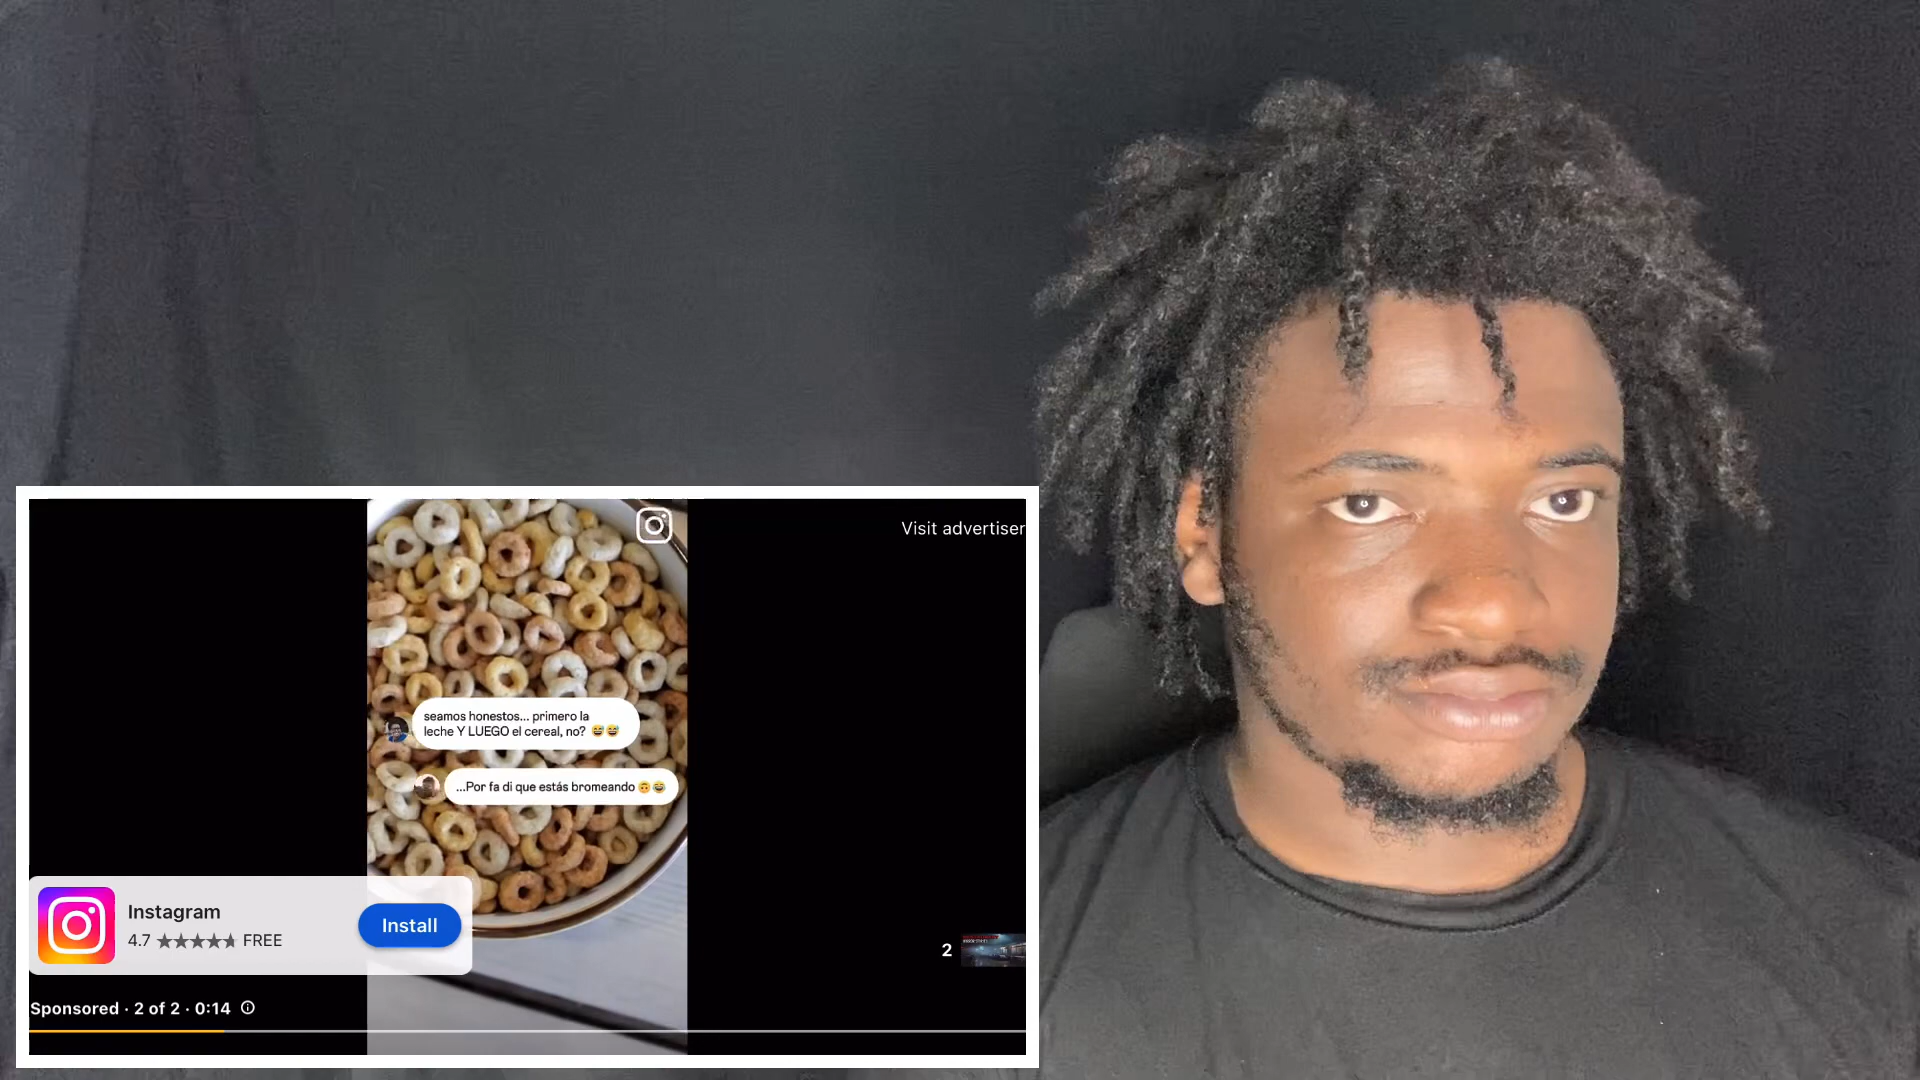 Visit advertiser
seamos honestos... primero la
leche Y LUEGO el cereal, no? 😅😅
...Por fa di que estás bromeando 🙃😂
Instagram
4.7 ★★★★★ FREE
Install
2
Sponsored · 2 of 2 · 0:14